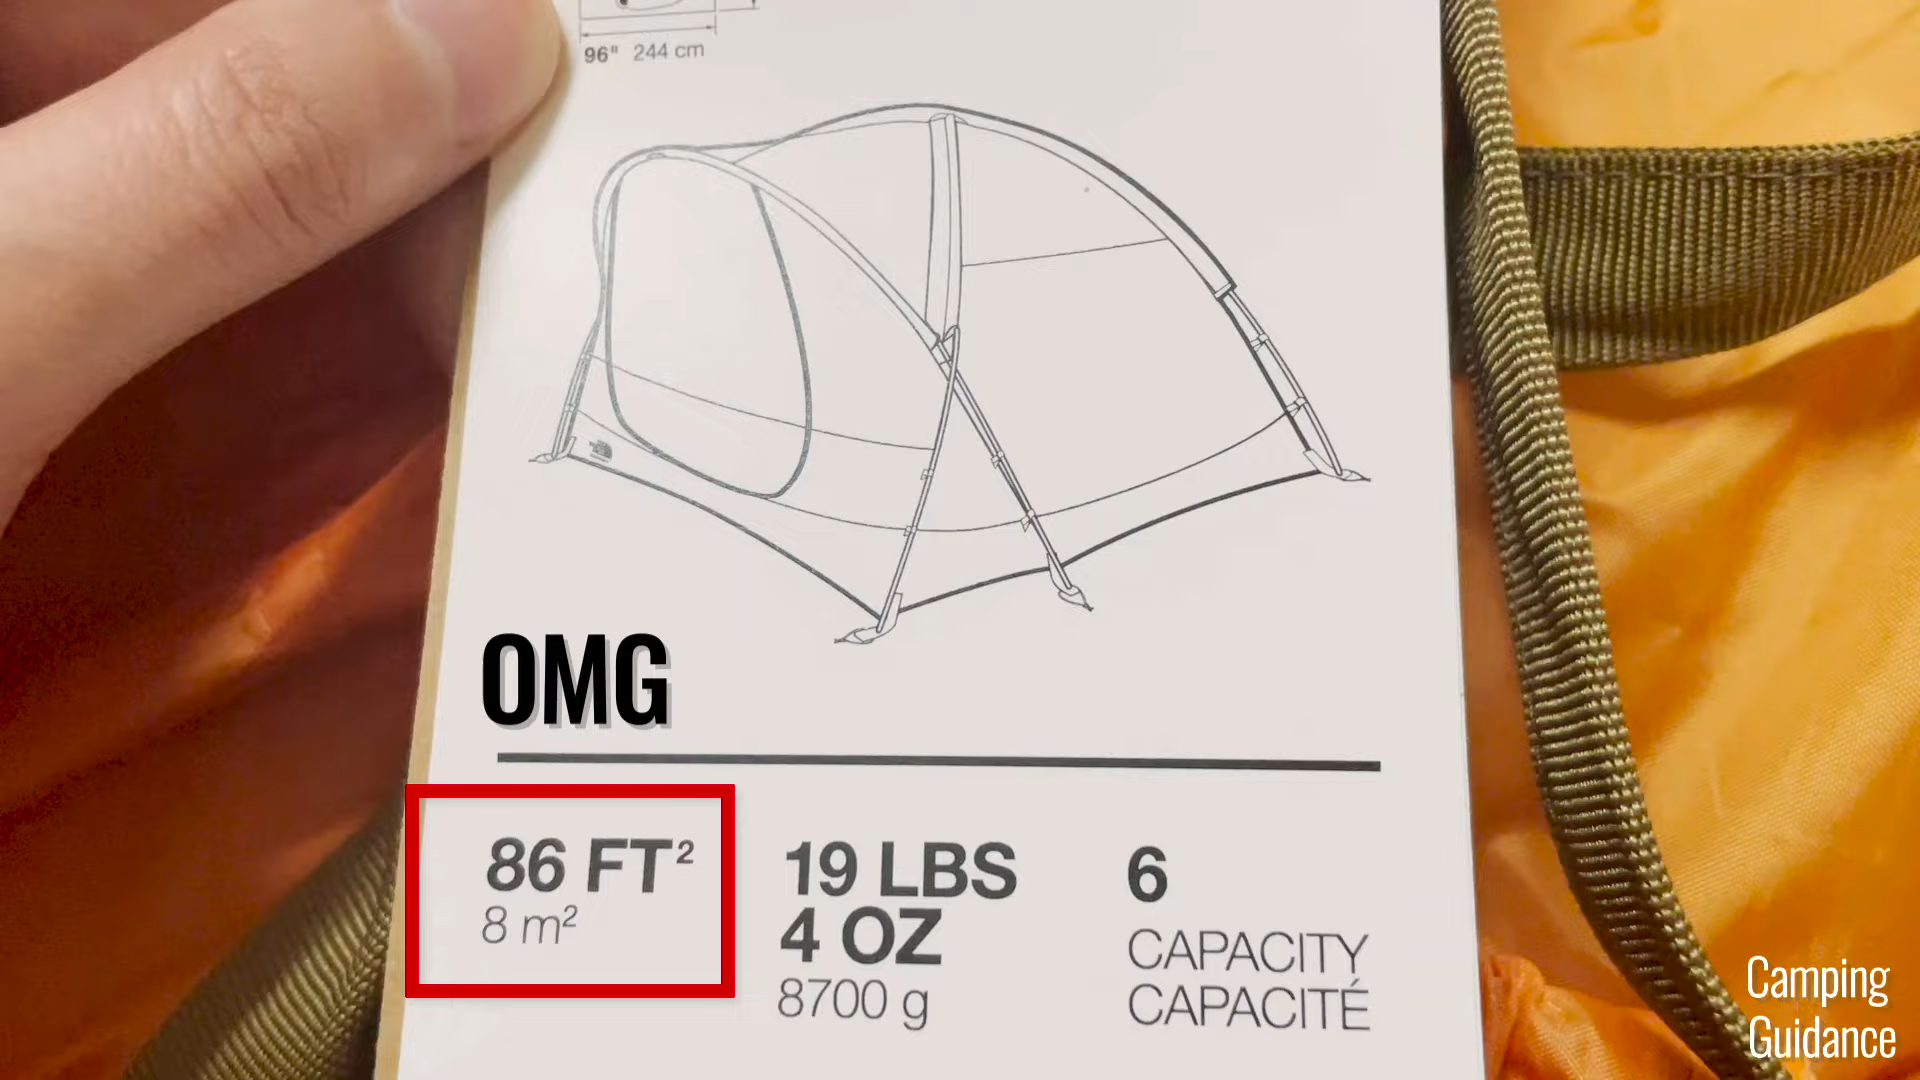 96" 244 cm
OMG
86 FT²
8 m²
19 LBS
4 OZ
8700 g
6
CAPACITY
CAPACITÉ
Camping
Guidance